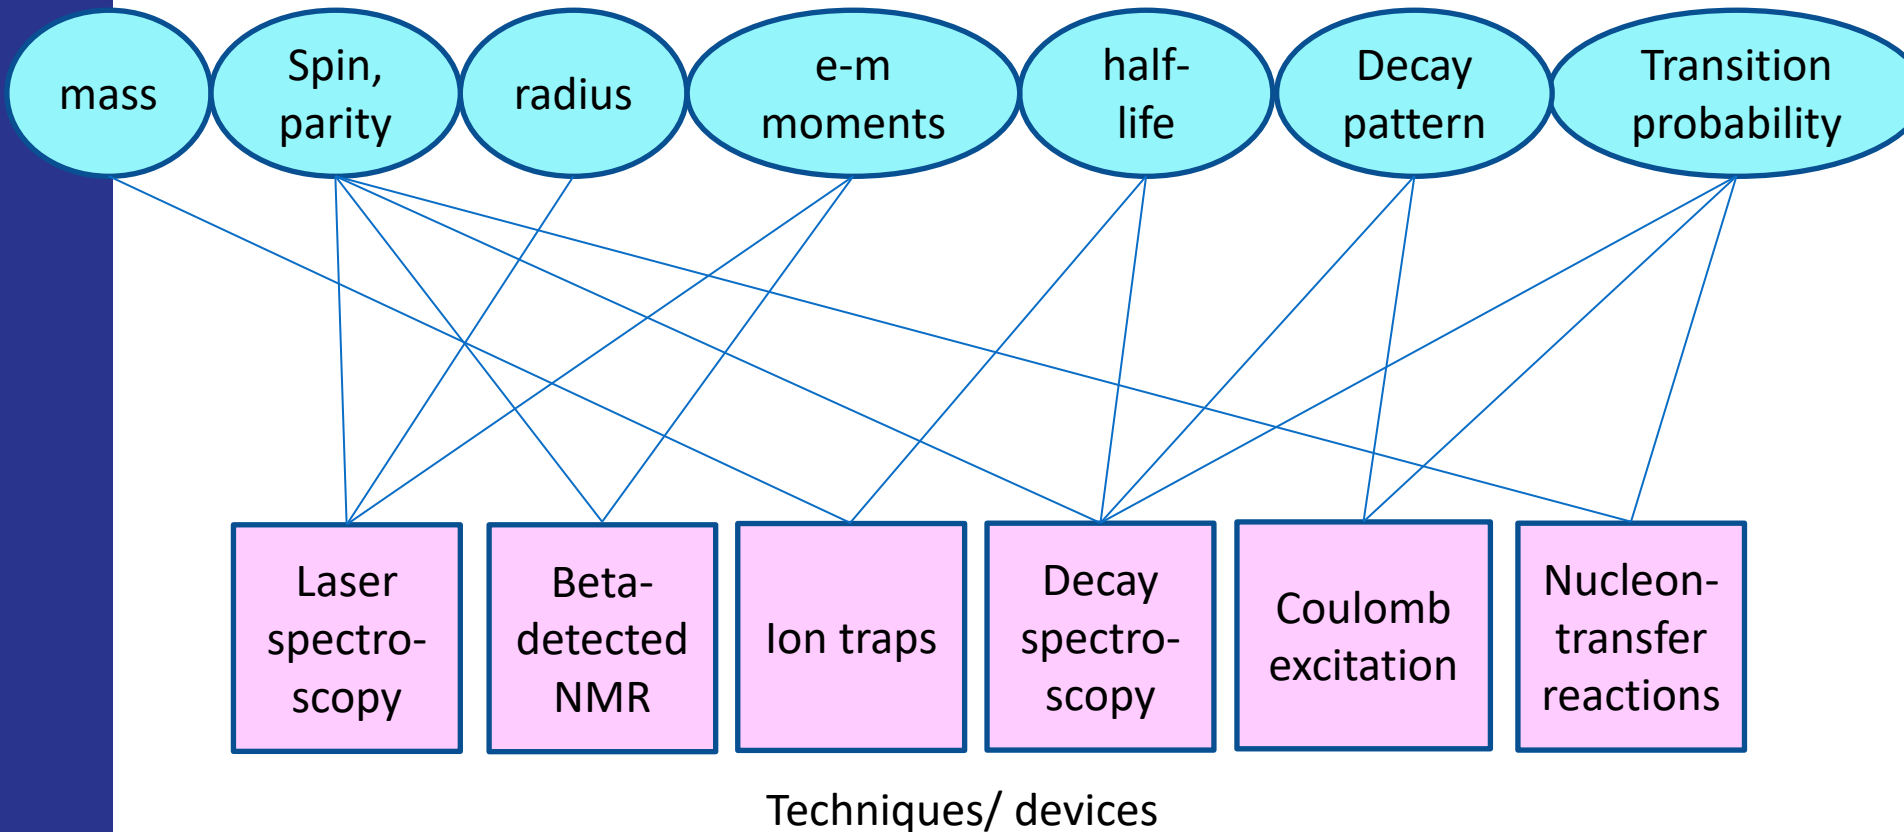 mass
Spin,
parity
radius
e-m
moments
half-
life
Decay
pattern
Transition
probability
Laser
spectro-
scopy
Beta-
detected
NMR
Ion traps
Decay
spectro-
scopy
Coulomb
excitation
Nucleon-
transfer
reactions
Techniques/ devices